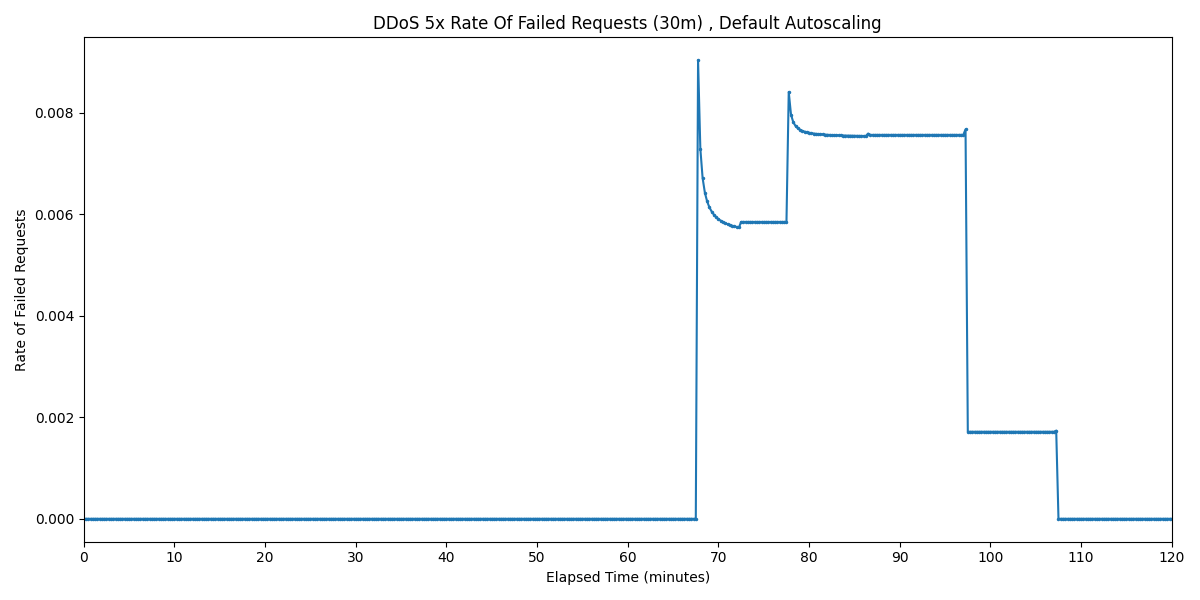 DDoS 5x Rate Of Failed Requests (30m) , Default Autoscaling
Rate of Failed Requests
0.008
0.006
0.004
0.002
0.000
0 10 20 30 40 50 60 70 80 90 100 110 120
Elapsed Time (minutes)